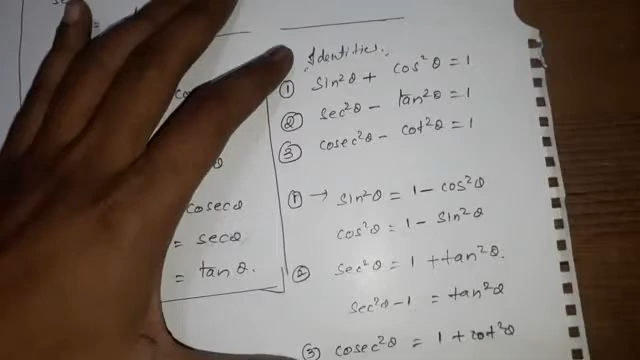 Identities.
① sin²θ + cos²θ = 1
② sec²θ - tan²θ = 1
③ cosec²θ - cot²θ = 1
① → sin²θ = 1 - cos²θ
cos²θ = 1 - sin²θ
② sec²θ = 1 + tan²θ.
sec²θ - 1 = tan²θ
③ cosec²θ = 1 + cot²θ
cosecθ
= secθ
= tanθ.